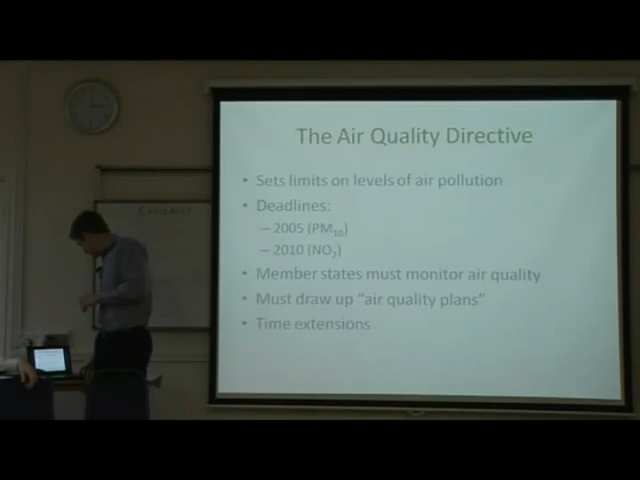 The Air Quality Directive
• Sets limits on levels of air pollution
• Deadlines:
– 2005 (PM₁₀)
– 2010 (NO₂)
• Member states must monitor air quality
• Must draw up “air quality plans”
• Time extensions